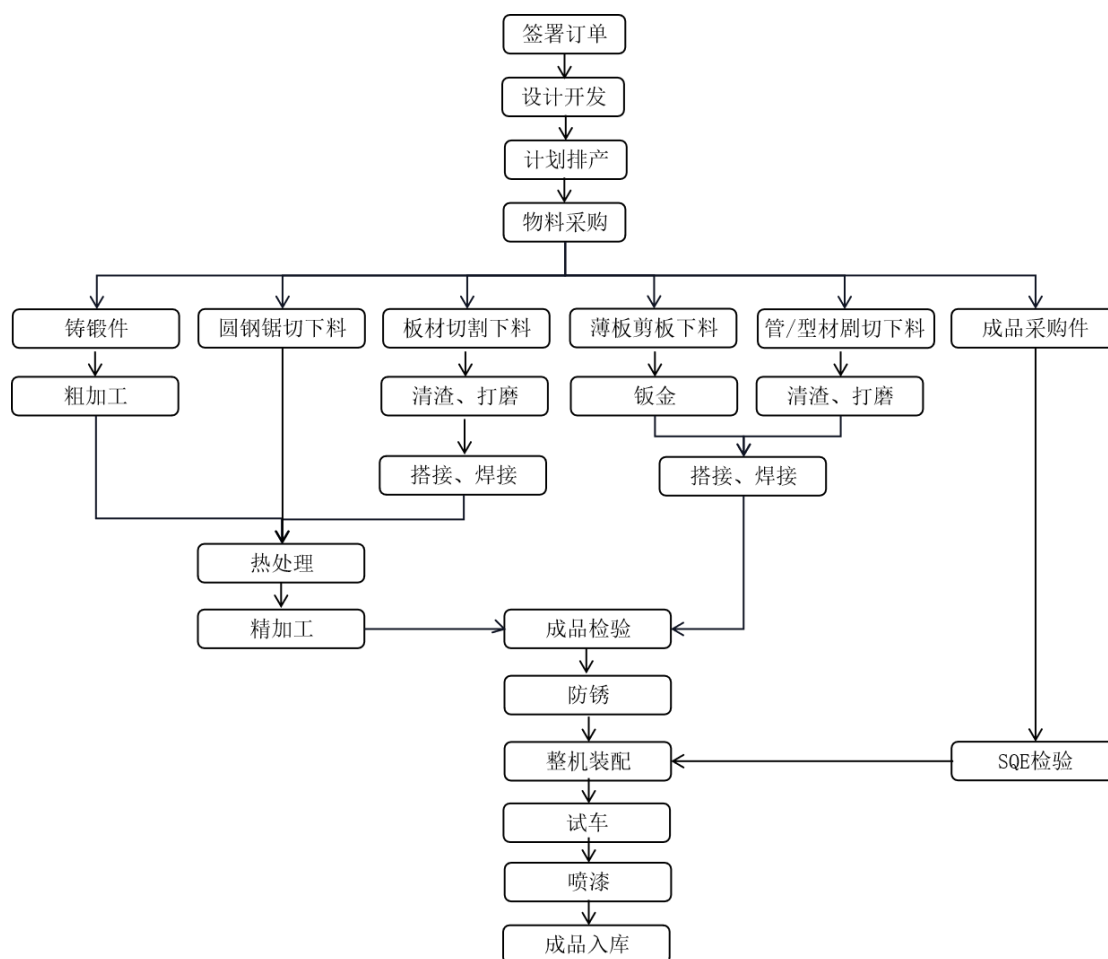 签署订单
设计开发
计划排产
物料采购
铸锻件
圆钢锯切下料
板材切割下料
薄板剪板下料
管/型材剧切下料
成品采购件
粗加工
清渣、打磨
钣金
清渣、打磨
搭接、焊接
搭接、焊接
热处理
精加工
成品检验
防锈
整机装配
SQE检验
试车
喷漆
成品入库